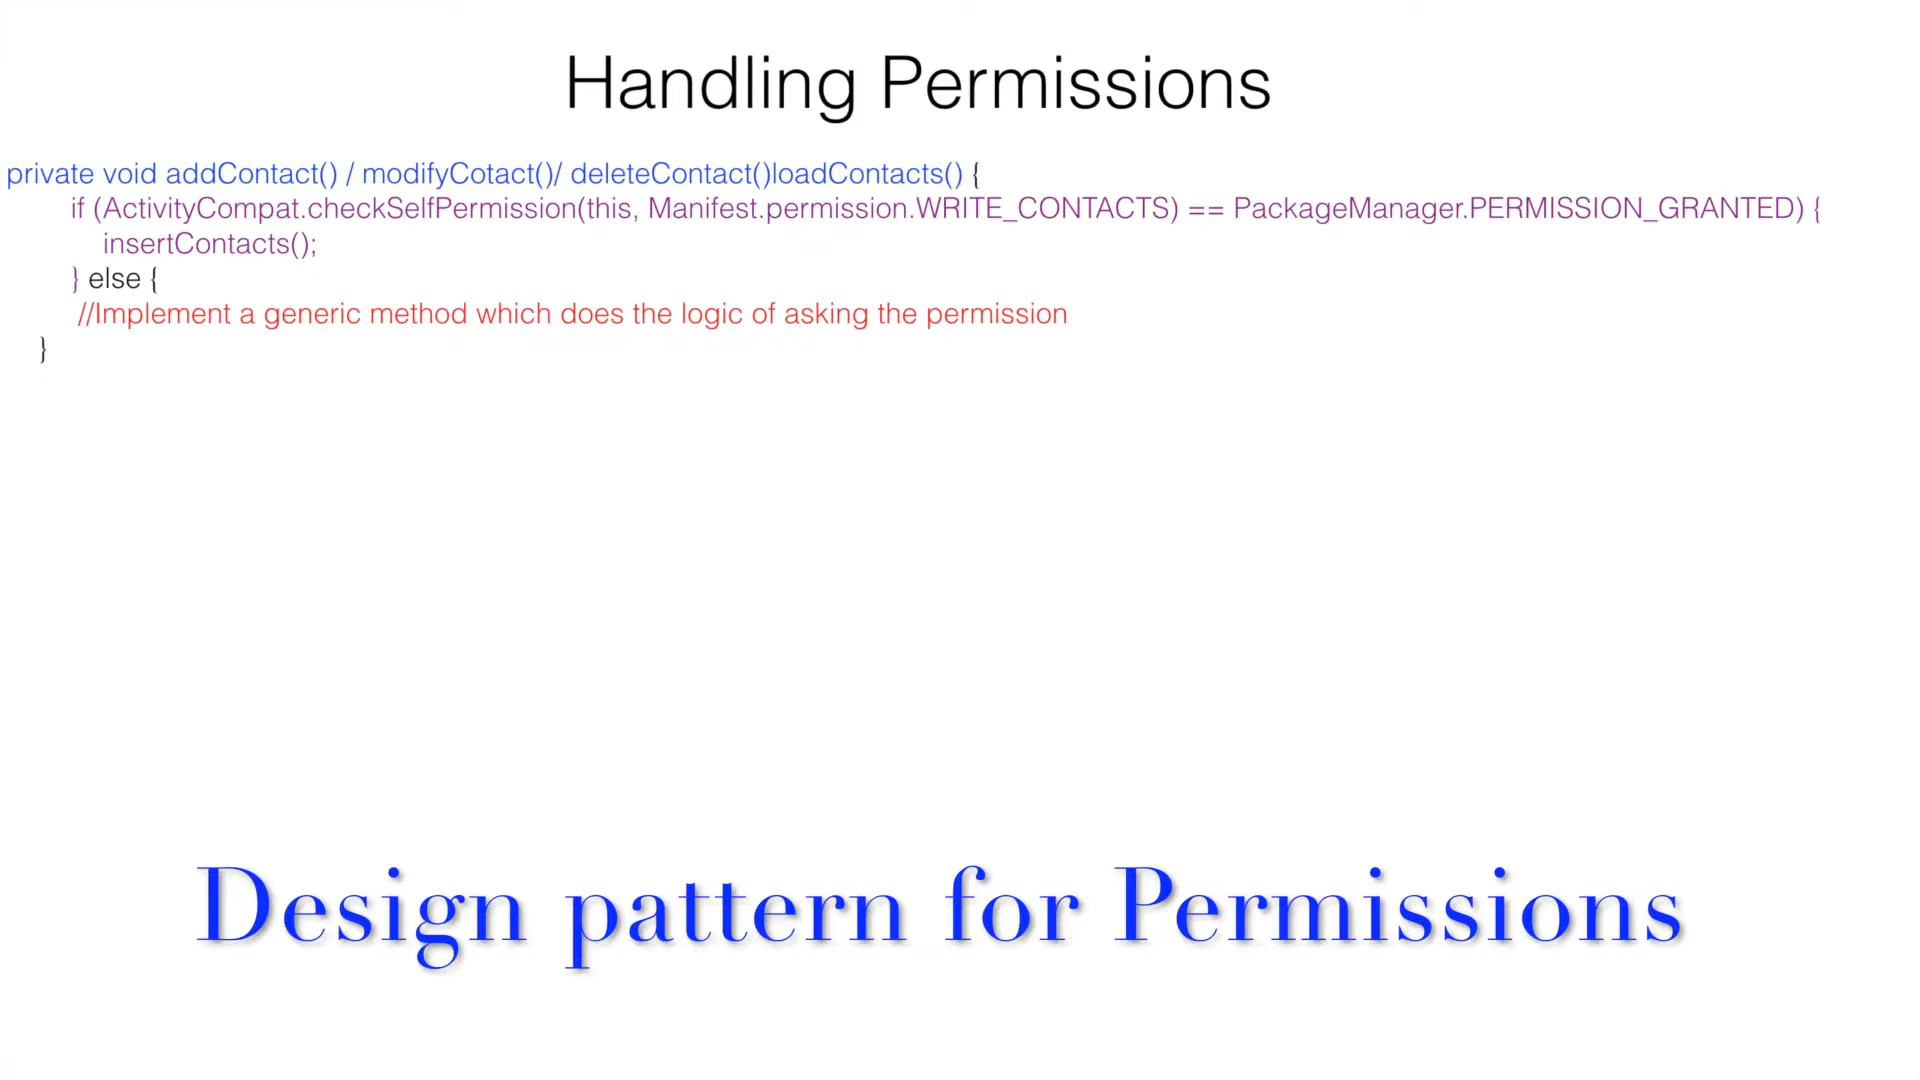 Handling Permissions
private void addContact() / modifyCotact()/ deleteContact()loadContacts() {
if (ActivityCompat.checkSelfPermission(this, Manifest.permission.WRITE_CONTACTS) == PackageManager.PERMISSION_GRANTED) {
insertContacts();
} else {
//Implement a generic method which does the logic of asking the permission
}
Design pattern for Permissions